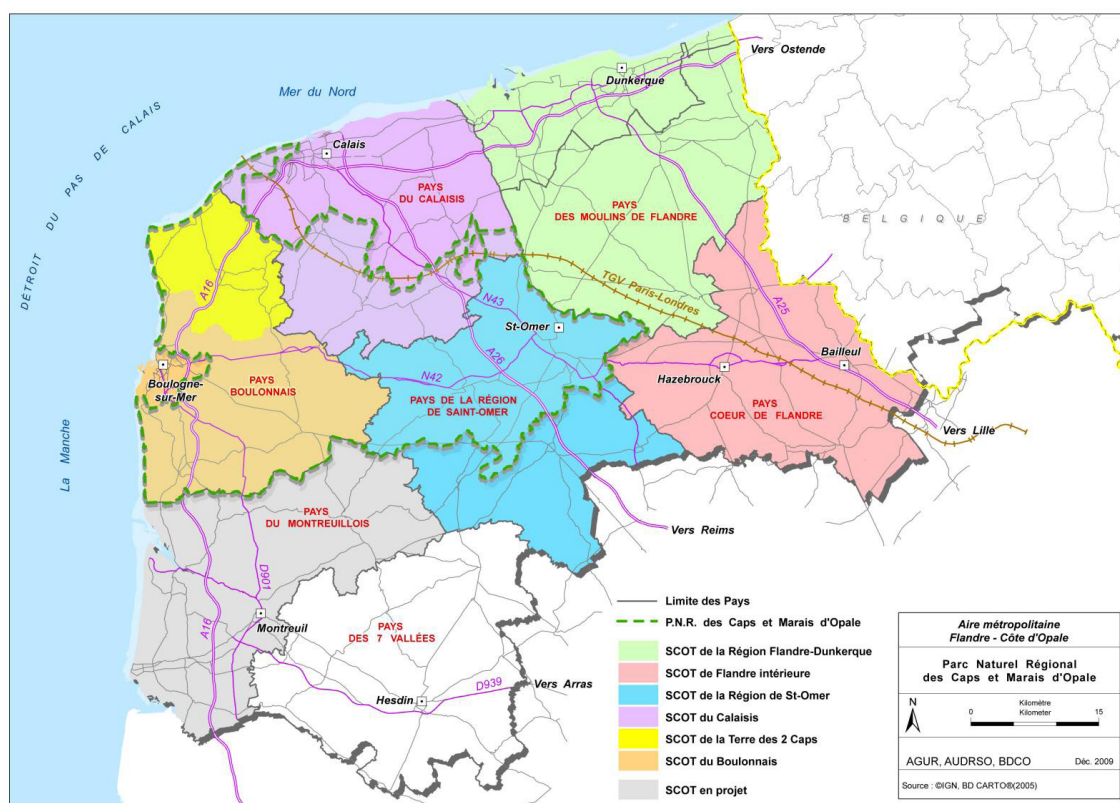 Vers Ostende
Dunkerque
Mer du Nord
DÉTROIT DU PAS DE CALAIS
Calais
PAYS
DU CALAISIS
PAYS
DES MOULINS DE FLANDRE
BELGIQUE
A16
TGV Paris-Londres
N43
A25
St-Omer
A26
Bailleul
Boulogne-
sur-Mer
N42
Hazebrouck
PAYS
BOULONNAIS
PAYS DE LA RÉGION
DE SAINT-OMER
PAYS
COEUR DE FLANDRE
Vers Lille
La Manche
PAYS
DU MONTREUILLOIS
Vers Reims
D901
A16
Montreuil
PAYS
DES 7 VALLÉES
Hesdin
D939
Vers Arras
Limite des Pays
P.N.R. des Caps et Marais d'Opale
SCOT de la Région Flandre-Dunkerque
SCOT de Flandre intérieure
SCOT de la Région de St-Omer
SCOT du Calaisis
SCOT de la Terre des 2 Caps
SCOT du Boulonnais
SCOT en projet
Aire métropolitaine
Flandre - Côte d'Opale
Parc Naturel Régional
des Caps et Marais d'Opale
N
Kilomètre
Kilometer
0 15
AGUR, AUDRSO, BDCO Déc. 2009
Source : ©IGN, BD CARTO®(2005)